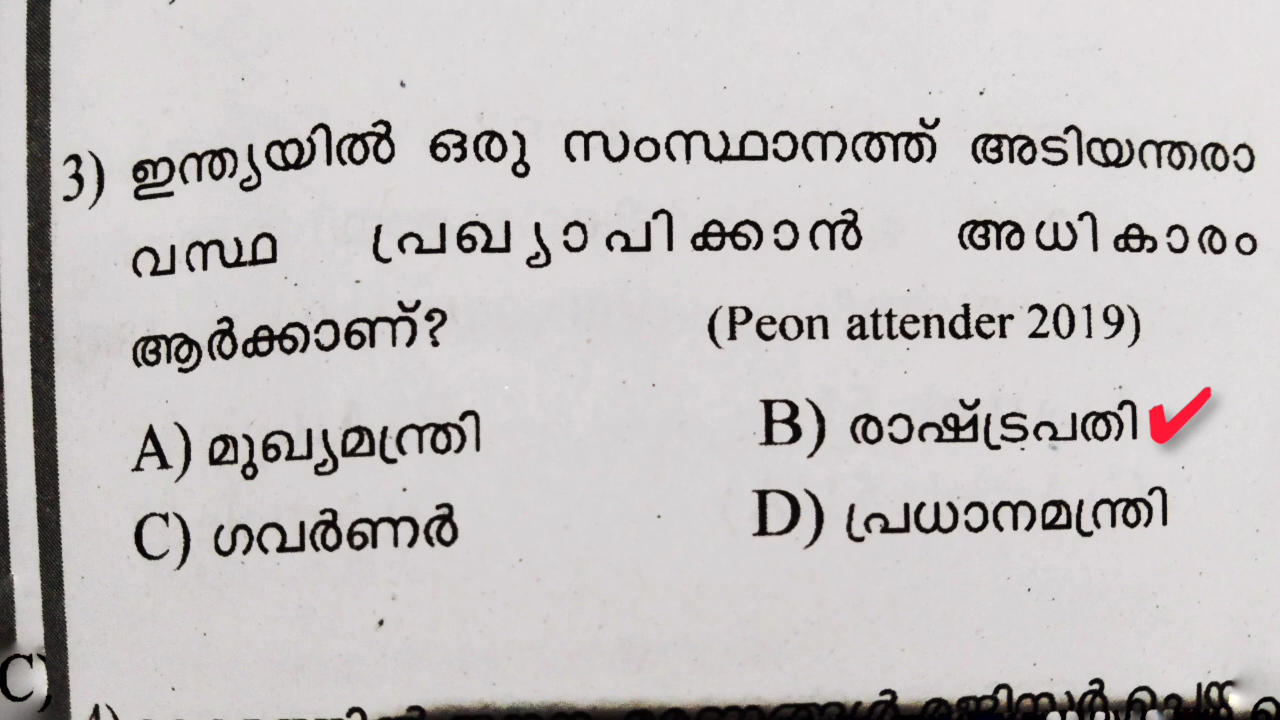 3) ഇന്ത്യയിൽ ഒരു സംസ്ഥാനത്ത് അടിയന്തരാ
വസ്ഥ പ്രഖ്യാപിക്കാൻ അധികാരം
ആർക്കാണ്? (Peon attender 2019)
A) മുഖ്യമന്ത്രി B) രാഷ്ട്രപതി
C) ഗവർണർ D) പ്രധാനമന്ത്രി
C)